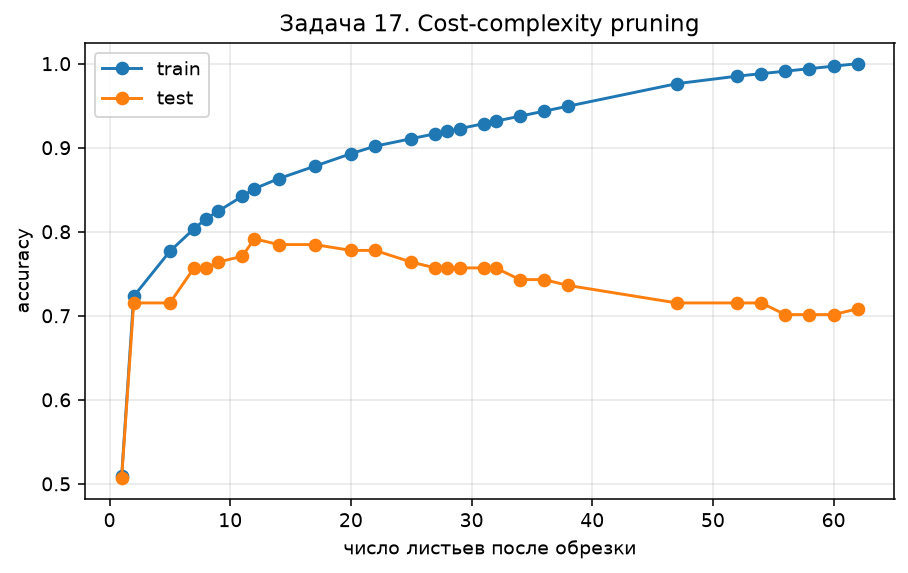 Задача 17. Cost-complexity pruning
train
test
accuracy
1.0
0.9
0.8
0.7
0.6
0.5
0 10 20 30 40 50 60
число листьев после обрезки